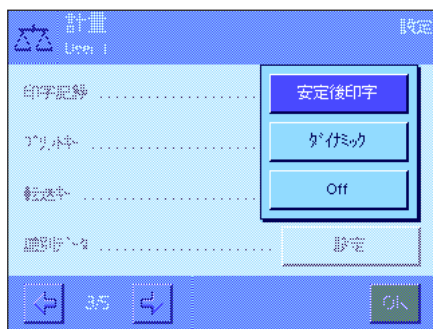 計量
設定
User 1
印字記録
安定後印字
プリントキー
ダイナミック
転送キー
Off
識別データ
設定
3/5
OK